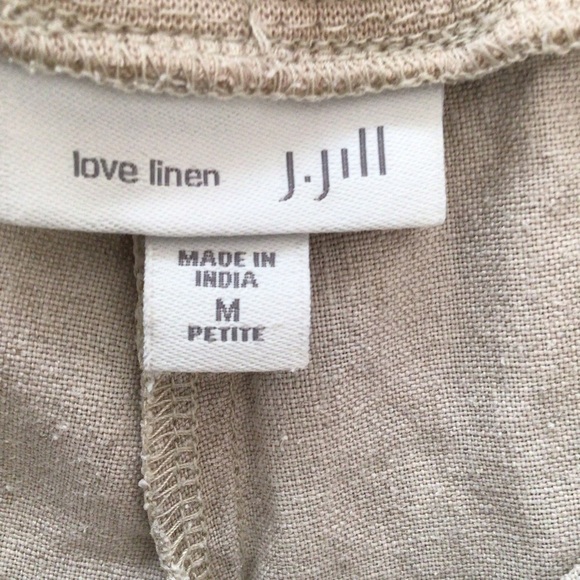 love linen J.Jill
MADE IN
INDIA
M
PETITE